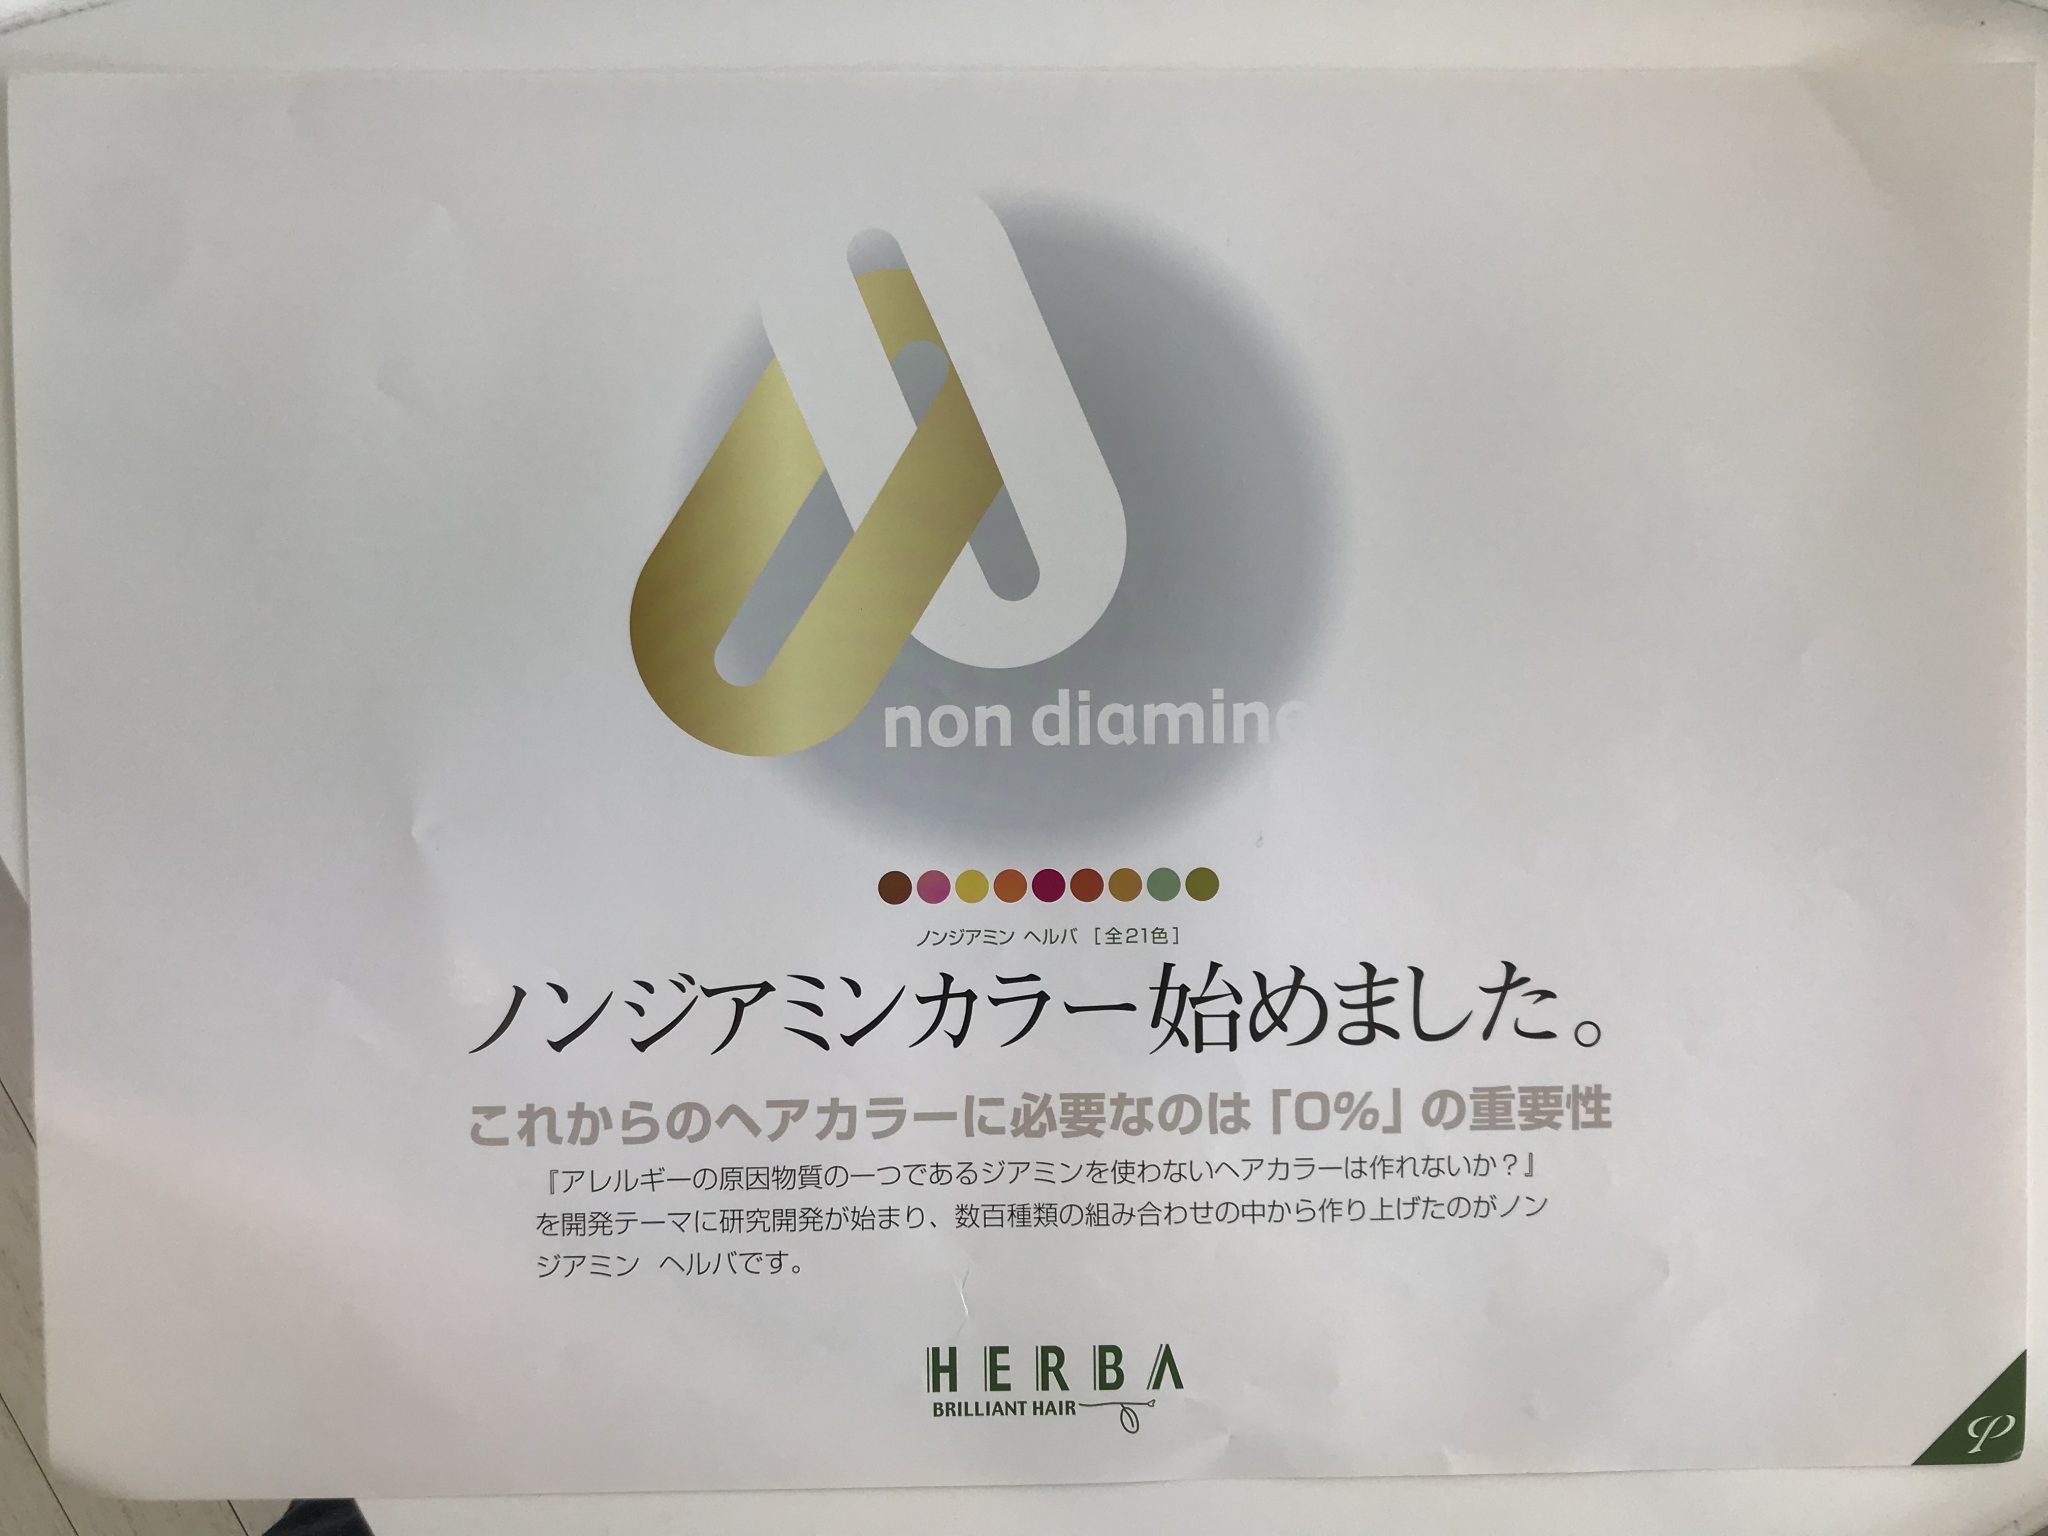 non diamine
ノンジアミン ヘルバ [全21色]
ノンジアミンカラー始めました。
これからのヘアカラーに必要なのは「0%」の重要性
『アレルギーの原因物質の一つであるジアミンを使わないヘアカラーは作れないか？』
を開発テーマに研究開発が始まり、数百種類の組み合わせの中から作り上げたのがノン
ジアミン ヘルバです。
HERBA
BRILLIANT HAIR